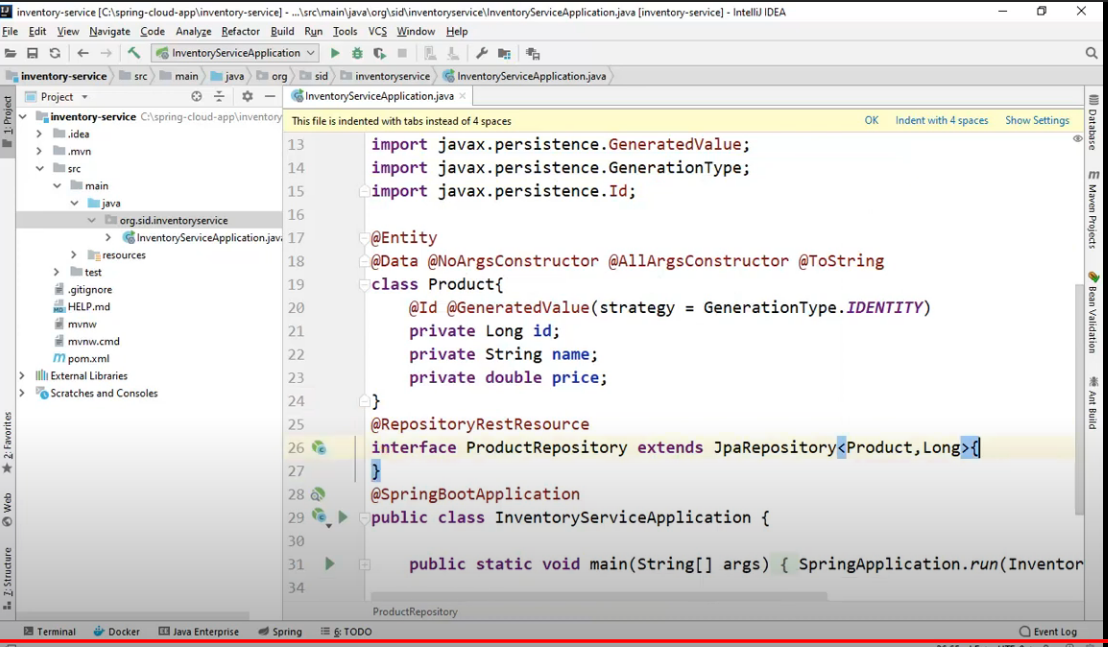 inventory-service [C:\spring-cloud-app\inventory-service] - ...\src\main\java\org\sid\inventoryservice\InventoryServiceApplication.java [inventory-service] - IntelliJ IDEA
File Edit View Navigate Code Analyze Refactor Build Run Tools VCS Window Help
InventoryServiceApplication
inventory-service src main java org sid inventoryservice InventoryServiceApplication.java
Project
InventoryServiceApplication.java
1: Project
inventory-service C:\spring-cloud-app\inventory
.idea
.mvn
src
main
java
org.sid.inventoryservice
InventoryServiceApplication.jav
resources
test
.gitignore
HELP.md
mvnw
mvnw.cmd
pom.xml
External Libraries
Scratches and Consoles
2: Favorites
Web
Z: Structure
This file is indented with tabs instead of 4 spaces OK Indent with 4 spaces Show Settings
13 import javax.persistence.GeneratedValue;
14 import javax.persistence.GenerationType;
15 import javax.persistence.Id;
16
17 @Entity
18 @Data @NoArgsConstructor @AllArgsConstructor @ToString
19 class Product{
20 @Id @GeneratedValue(strategy = GenerationType.IDENTITY)
21 private Long id;
22 private String name;
23 private double price;
24 }
25 @RepositoryRestResource
26 interface ProductRepository extends JpaRepository<Product,Long>{
27 }
28 @SpringBootApplication
29 public class InventoryServiceApplication {
30
31 public static void main(String[] args) { SpringApplication.run(Inventor
34
ProductRepository
Database
Maven Projects
Bean Validation
Ant Build
Terminal Docker Java Enterprise Spring 6: TODO Event Log